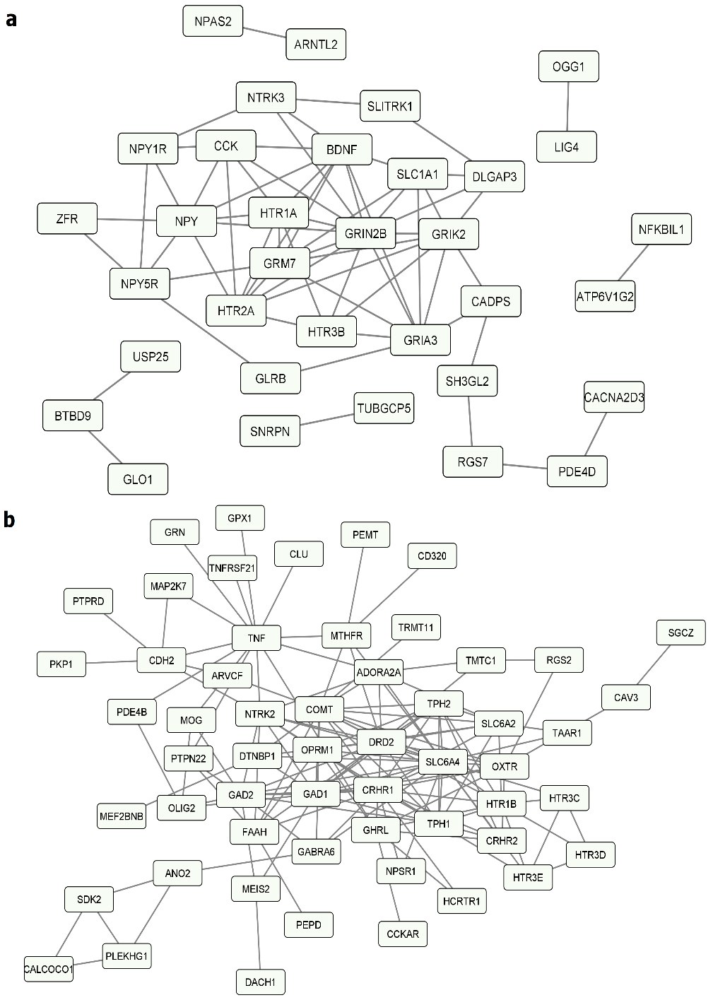 a
NPAS2
ARNTL2
OGG1
NTRK3
SLITRK1
NPY1R
CCK
BDNF
LIG4
SLC1A1
DLGAP3
ZFR
NPY
HTR1A
GRIN2B
GRIK2
NFKBIL1
GRM7
NPY5R
HTR2A
CADPS
ATP6V1G2
HTR3B
GRIA3
USP25
GLRB
SH3GL2
BTBD9
SNRPN
TUBGCP5
CACNA2D3
GLO1
RGS7
PDE4D
b
GRN
GPX1
PEMT
CLU
CD320
TNFRSF21
MAP2K7
PTPRD
TNF
MTHFR
TRMT11
SGCZ
PKP1
CDH2
ARVCF
ADORA2A
TMTC1
RGS2
CAV3
PDE4B
MOG
NTRK2
COMT
TPH2
SLC6A2
TAAR1
PTPN22
DTNBP1
OPRM1
DRD2
SLC6A4
OXTR
MEF2BNB
OLIG2
GAD2
GAD1
CRHR1
HTR1B
HTR3C
FAAH
GHRL
TPH1
CRHR2
GABRA6
HTR3D
ANO2
NPSR1
HTR3E
SDK2
MEIS2
HCRTR1
PEPD
CCKAR
CALCOCO1
PLEKHG1
DACH1